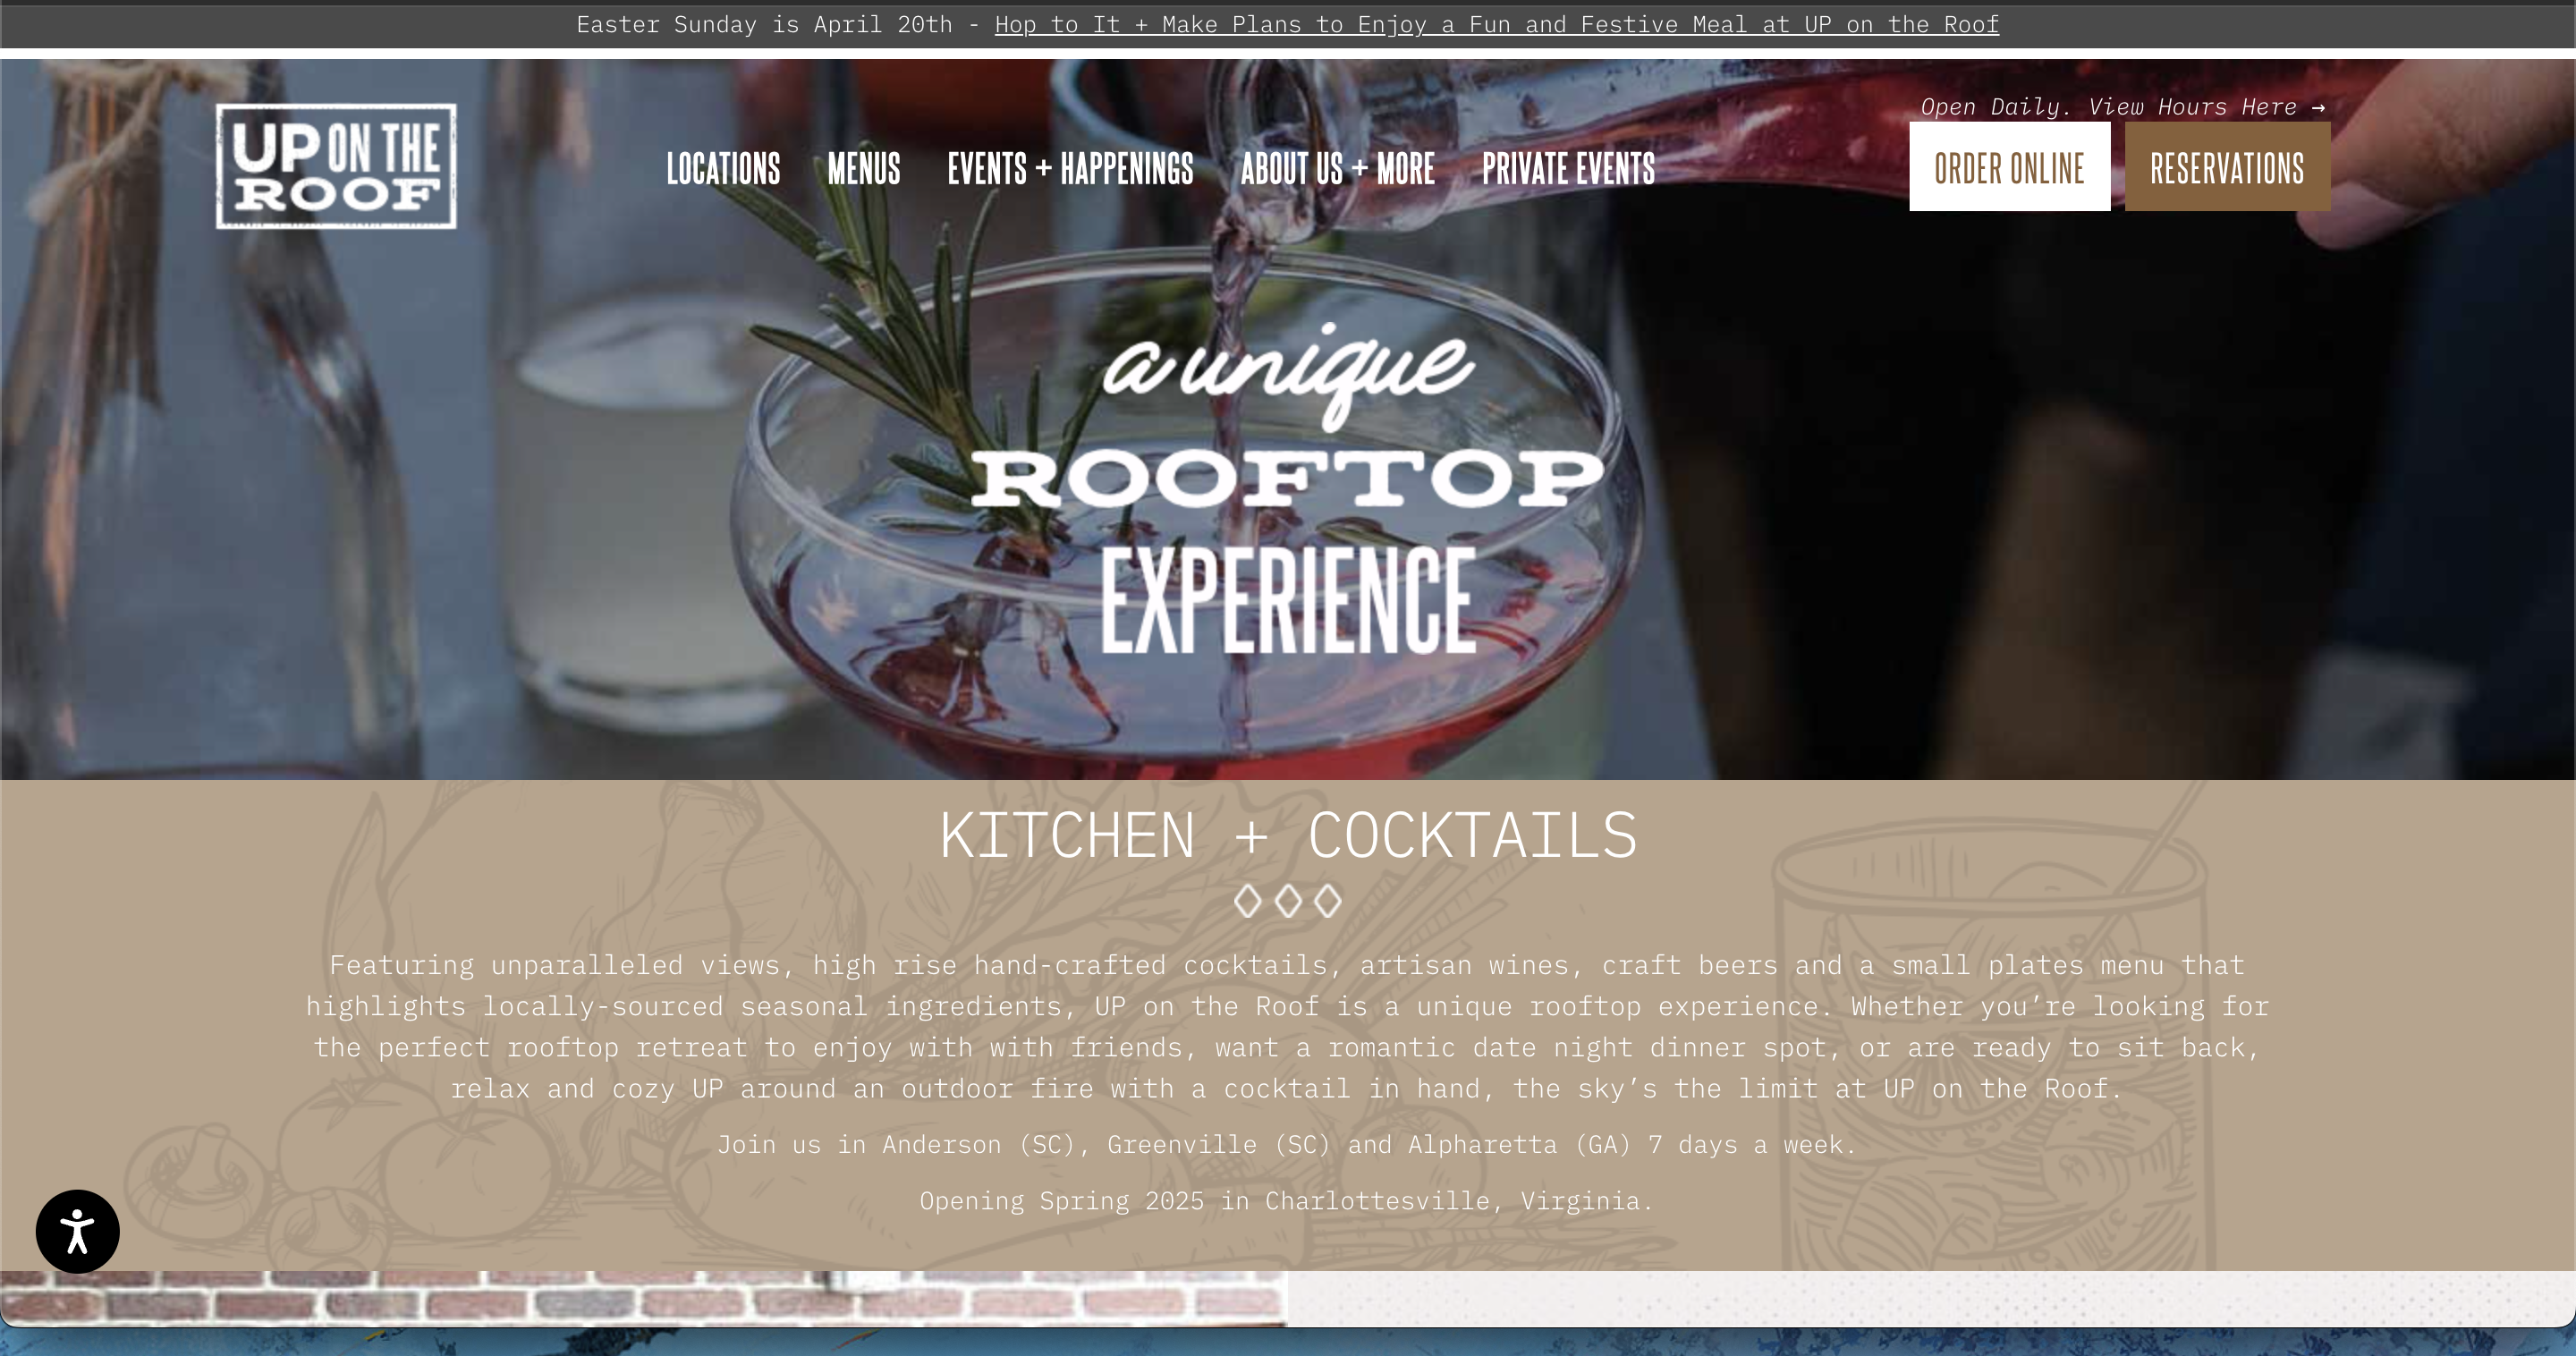 Easter Sunday is April 20th - Hop to It + Make Plans to Enjoy a Fun and Festive Meal at UP on the Roof
Open Daily. View Hours Here →
UP ON THE
ROOF
LOCATIONS MENUS EVENTS + HAPPENINGS ABOUT US + MORE PRIVATE EVENTS
ORDER ONLINE RESERVATIONS
a unique
ROOFTOP
EXPERIENCE
KITCHEN + COCKTAILS
Featuring unparalleled views, high rise hand-crafted cocktails, artisan wines, craft beers and a small plates menu that
highlights locally-sourced seasonal ingredients, UP on the Roof is a unique rooftop experience. Whether you’re looking for
the perfect rooftop retreat to enjoy with with friends, want a romantic date night dinner spot, or are ready to sit back,
relax and cozy UP around an outdoor fire with a cocktail in hand, the sky’s the limit at UP on the Roof.
Join us in Anderson (SC), Greenville (SC) and Alpharetta (GA) 7 days a week.
Opening Spring 2025 in Charlottesville, Virginia.